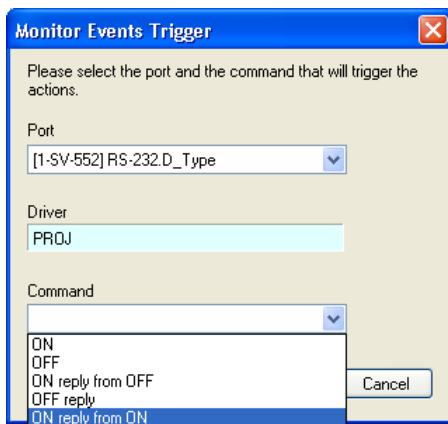 Monitor Events Trigger
Please select the port and the command that will trigger the
actions.
Port
[1-SV-552] RS-232.D_Type
Driver
PROJ
Command
ON
OFF
ON reply from OFF
OFF reply
ON reply from ON
Cancel